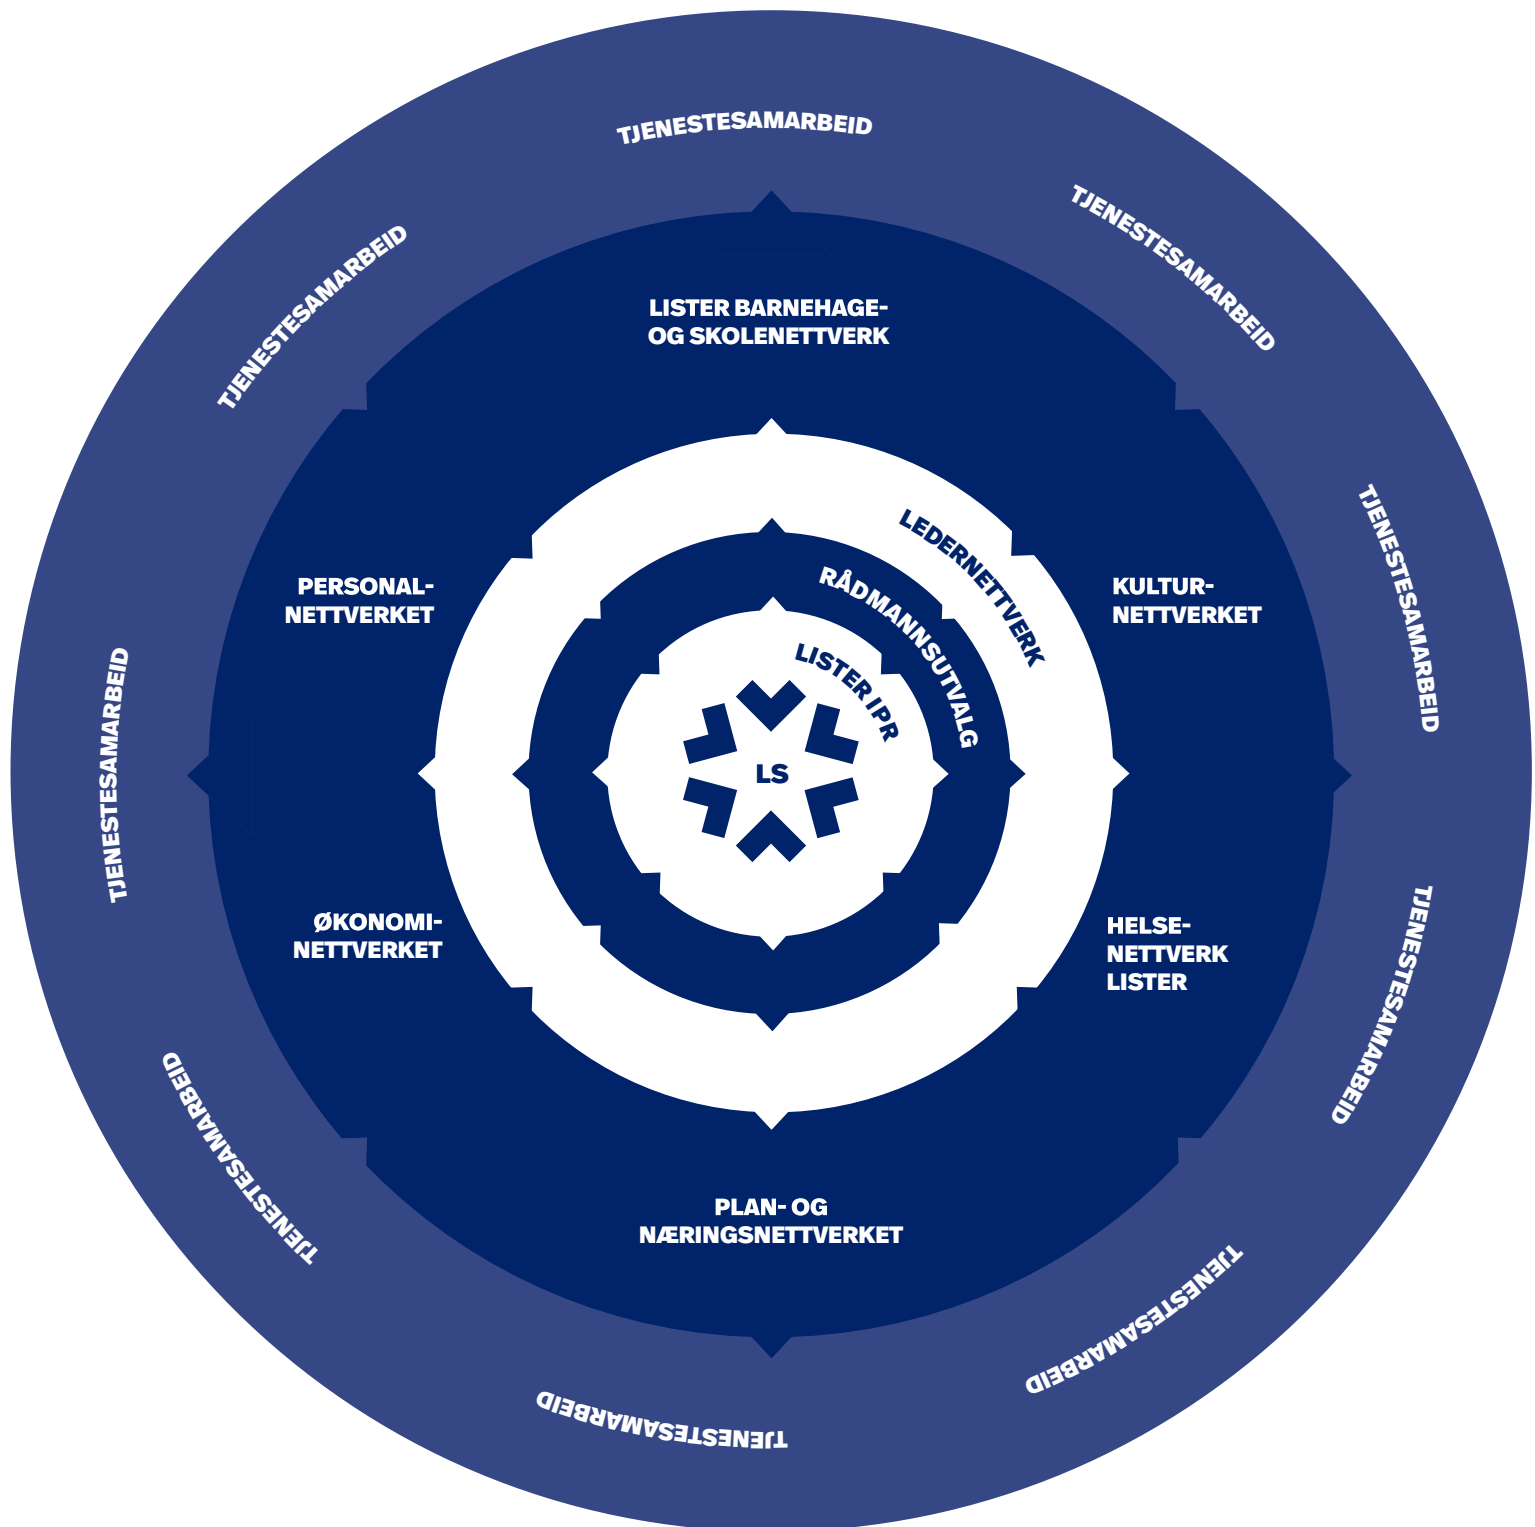 TJENESTESAMARBEID
TJENESTESAMARBEID
TJENESTESAMARBEID
TJENESTESAMARBEID
TJENESTESAMARBEID
TJENESTESAMARBEID
TJENESTESAMARBEID
TJENESTESAMARBEID
TJENESTESAMARBEID
LISTER BARNEHAGE-
OG SKOLENETTVERK
KULTUR-
NETTVERKET
HELSE-
NETTVERK
LISTER
PLAN- OG
NÆRINGSNETTVERKET
ØKONOMI-
NETTVERKET
PERSONAL-
NETTVERKET
LEDERNETTVERK
RÅDMANNSUTVALG
LISTER IPR
LS